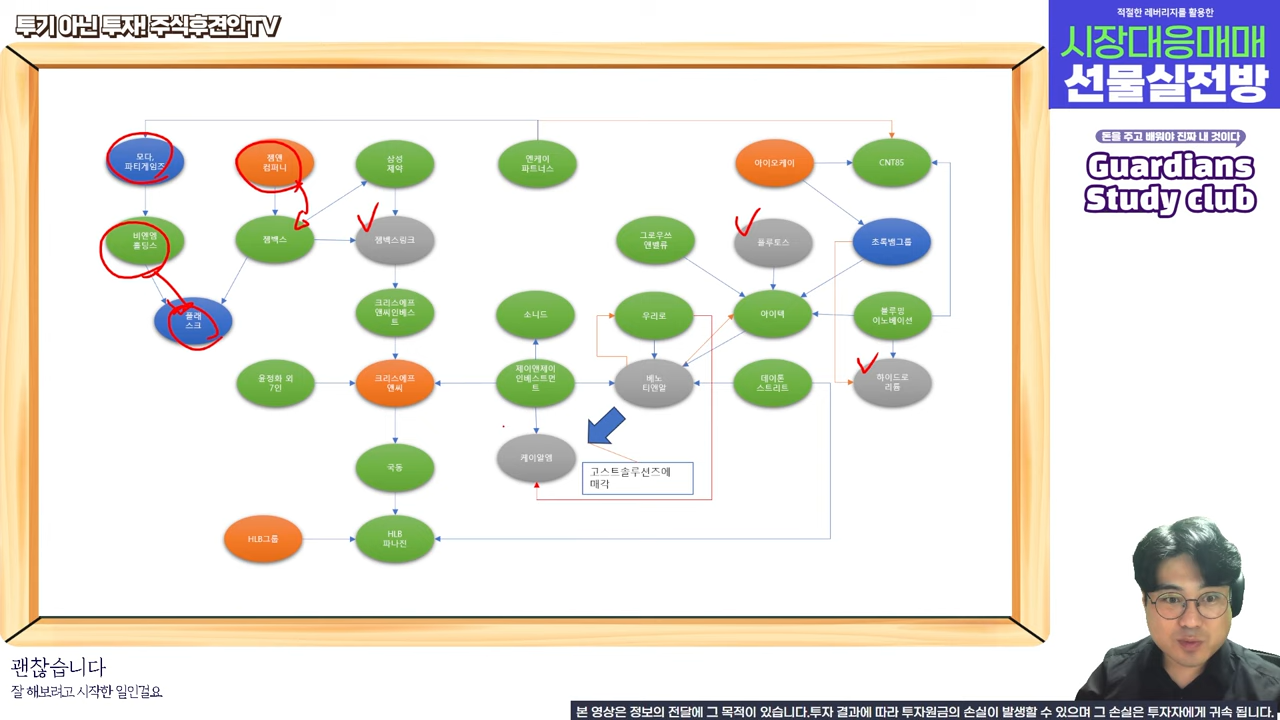 투기 아닌 투재! 주식후견인TV
적절한 레버리지를 활용한
시장대응매매
선물실전방
돈을 주고 배워야 진짜 내 것이다
Guardians
Study club
모다,
파티게임즈
젬앤
컴퍼니
삼성
제약
엔케이
파트너스
아이오케이
CNT85
비엔엠
홀딩스
젬백스
젬백스링크
그로우쓰
앤밸류
플루토스
초록뱀그룹
플래
스크
크리스에프
앤씨인베스
트
소니드
우리로
아이텍
블루밍
이노베이션
윤정화 외
7인
크리스에프
앤씨
제이앤제이
인베스트먼
트
베노
티앤알
데이톤
스트리트
하이드로
리튬
국동
케이알엠
고스트솔루션즈에
매각
HLB그룹
HLB
파나진
괜찮습니다
잘 해보려고 시작한 일인걸요
본 영상은 정보의 전달에 그 목적이 있습니다.투자 결과에 따라 투자원금의 손실이 발생할 수 있으며 그 손실은 투자자에게 귀속 됩니다.